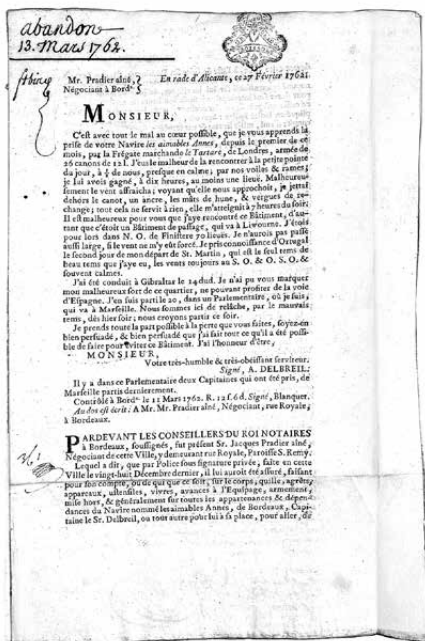 abandon
13. Mars 1762.
Mr. Pradier aîné,
Négociant à Bordx.
En rade d'Alicante, ce 27 Février 1762.
MONSIEUR,
C'est avec tout le mal au cœur possible, que je vous apprends la
prise de votre Navire les aimables Annes, depuis le premier de ce
mois, par la Frégate marchande le Tartare, de Londres, armée de
26 canons de 12 l. J'eus le malheur de la rencontrer à la petite pointe
du jour, à ¼ de nous, presque en calme; par nos voiles & rames;
je lui avois gagné, à dix heures, au moins une lieue. Malheureu-
sement le vent affraichit; voyant qu'elle nous approchoit, je jettai
dehors le canot, un ancre, les mâts de hune, & vergues de re-
change; tout cela ne servit à rien, elle m'atteignit à 7 heures du soir.
Il est malheureux pour vous que j'aye rencontré ce Bâtiment, d'au-
tant que c'étoit un Bâtiment de passage, qui va à Livourne. J'étois
pour lors dans N. O. de Finistere 70 lieues. Je n'aurois pas passé
aussi large, si le vent ne m'y eût forcé. Je pris connoissance d'Ortugal
le second jour de mon départ de St. Martin, qui est le seul tems de
beau tems que j'aye eu, les vents toujours au S. O. & O. S. O. &
souvent calmes.
J'ai été conduit à Gibraltar le 14 dud. Je n'ai pu vous marquer
mon malheureux sort de ce quartier, ne pouvant profiter de la voie
d'Espagne. J'en suis parti le 20, dans un Parlementaire, où je suis,
qui va à Marseille. Nous sommes ici de relâche, par le mauvais
tems, dès hier soir; nous croyons partir ce soir.
Je prends toute la part possible à la perte que vous faites, soyez-en
bien persuadé, & bien persuadé que j'ai fait tout ce qu'il a été possi-
ble de faire pour éviter ce Bâtiment. J'ai l'honneur d'être,
MONSIEUR,
Votre très-humble & très-obéissant serviteur.
Signé, A. DELBREIL.
Il y a dans ce Parlementaire deux Capitaines qui ont été pris, de
Marseille partis dernierement.
Contrôlé à Bordx. le 11 Mars 1762. R. 12 s. 6 d. Signé, Blanquer.
Au dos est écrit: A Mr. Mr. Pradier aîné, Négociant, rue Royale,
à Bordeaux.
PARDEVANT LES CONSEILLERS DU ROI NOTAIRES
à Bordeaux, soussignés, fut présent Sr. Jacques Pradier aîné,
Négociant de cette Ville, y demeurant rue Royale, Paroisse S. Remy.
Lequel a dit, que par Police sous signature privée, faite en cette
Ville le vingt-huit Décembre dernier, il lui auroit été assuré, faisant
pour son compte, ou de qui que ce soit, sur le corps, quille, agrêts,
apparaux, ustensiles, vivres, avances à l'Equipage, armement,
mise hors, & généralement sur toutes les appartenances & dépen-
dances du Navire nommé les aimables Annes, de Bordeaux, Capi-
taine le Sr. Delbreil, ou tout autre pour lui à sa place, pour aller, de